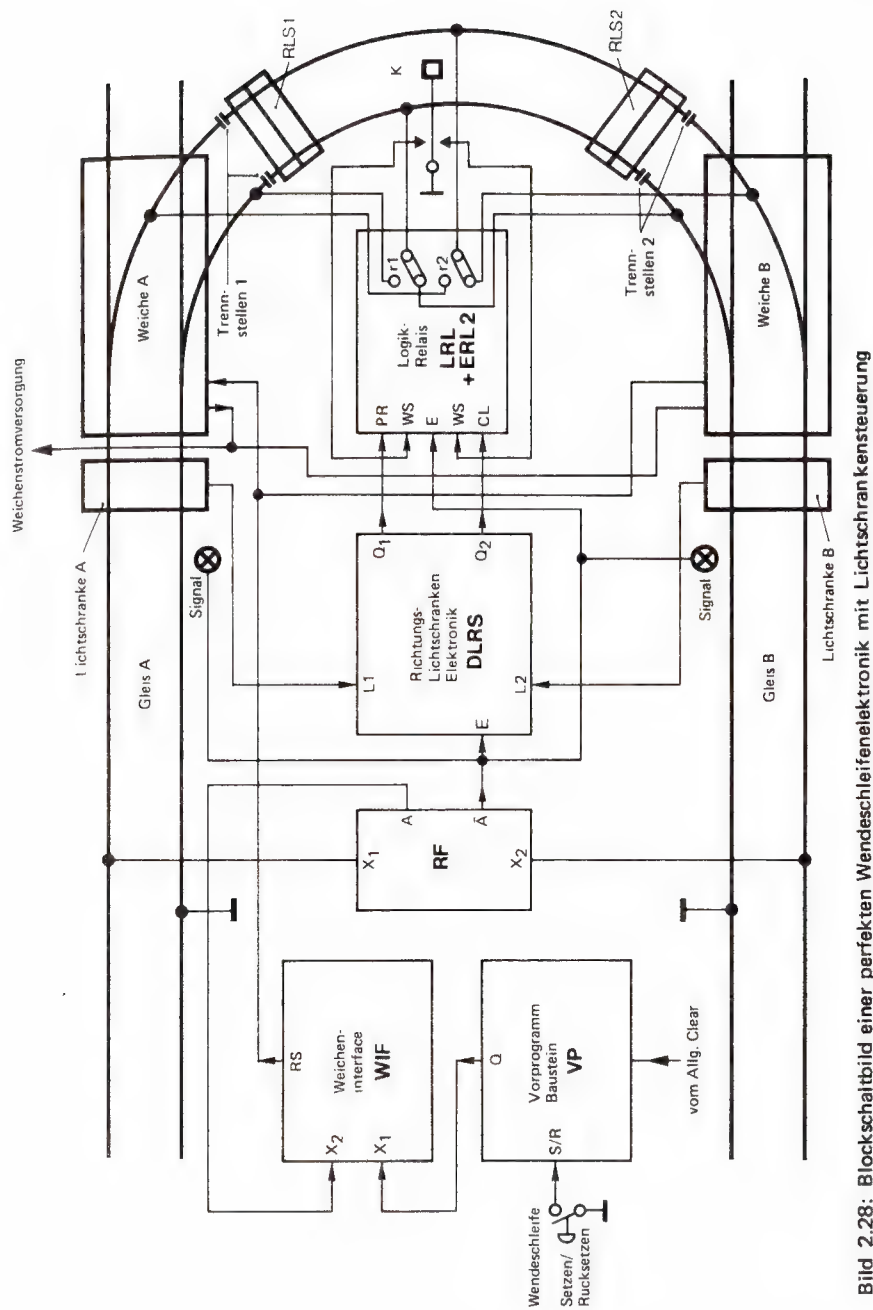 Weichenstromversorgung
Lichtschranke A
Gleis A
Weiche A
Signal
RLS1
Trenn-
stellen 1
K
WIF
RS
Weichen-
interface
X2
X1
RF
X1
A
Ā
X2
Richtungs-
Lichtschranken
Elektronik
DLRS
L1
E
L2
Q1
Q2
Logik-
Relais
LRL
+ ERL 2
PR
WS
E
WS
CL
r1
r2
Vorprogramm
Baustein
VP
Q
S/R
vom Allg. Clear
Wendeschleife
Setzen/
Rucksetzen
Trenn-
stellen 2
RLS2
Signal
Gleis B
Weiche B
Lichtschranke B
Bild 2.28: Blockschaltbild einer perfekten Wendeschleifenelektronik mit Lichtschrankensteuerung